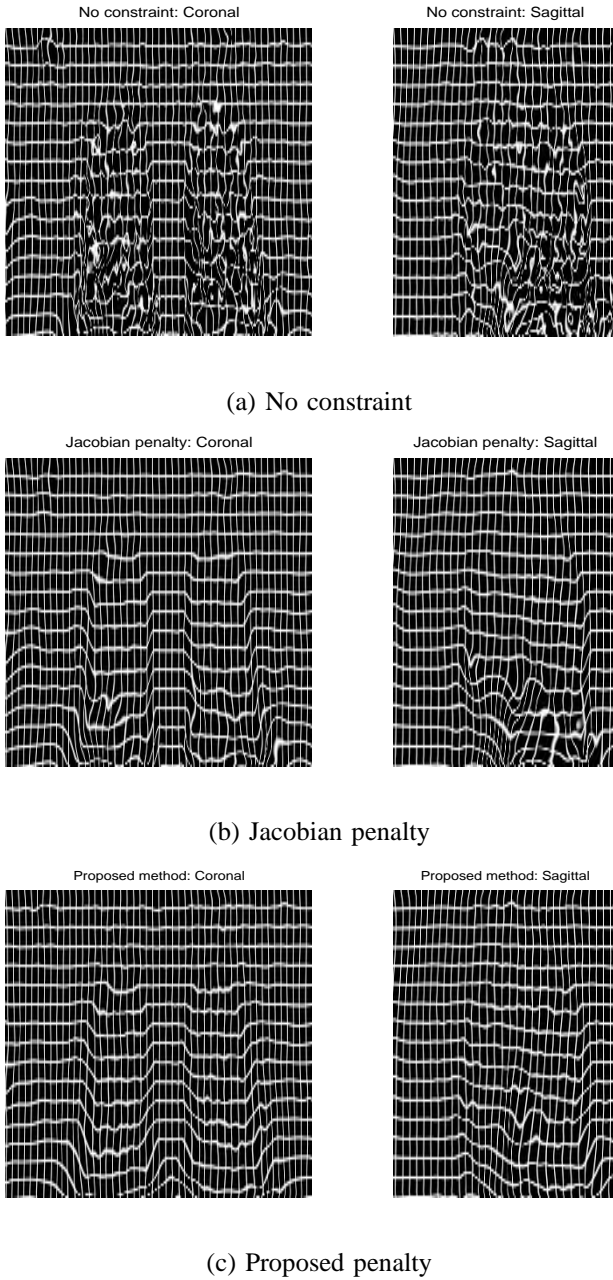 No constraint: Coronal
No constraint: Sagittal
(a) No constraint
Jacobian penalty: Coronal
Jacobian penalty: Sagittal
(b) Jacobian penalty
Proposed method: Coronal
Proposed method: Sagittal
(c) Proposed penalty